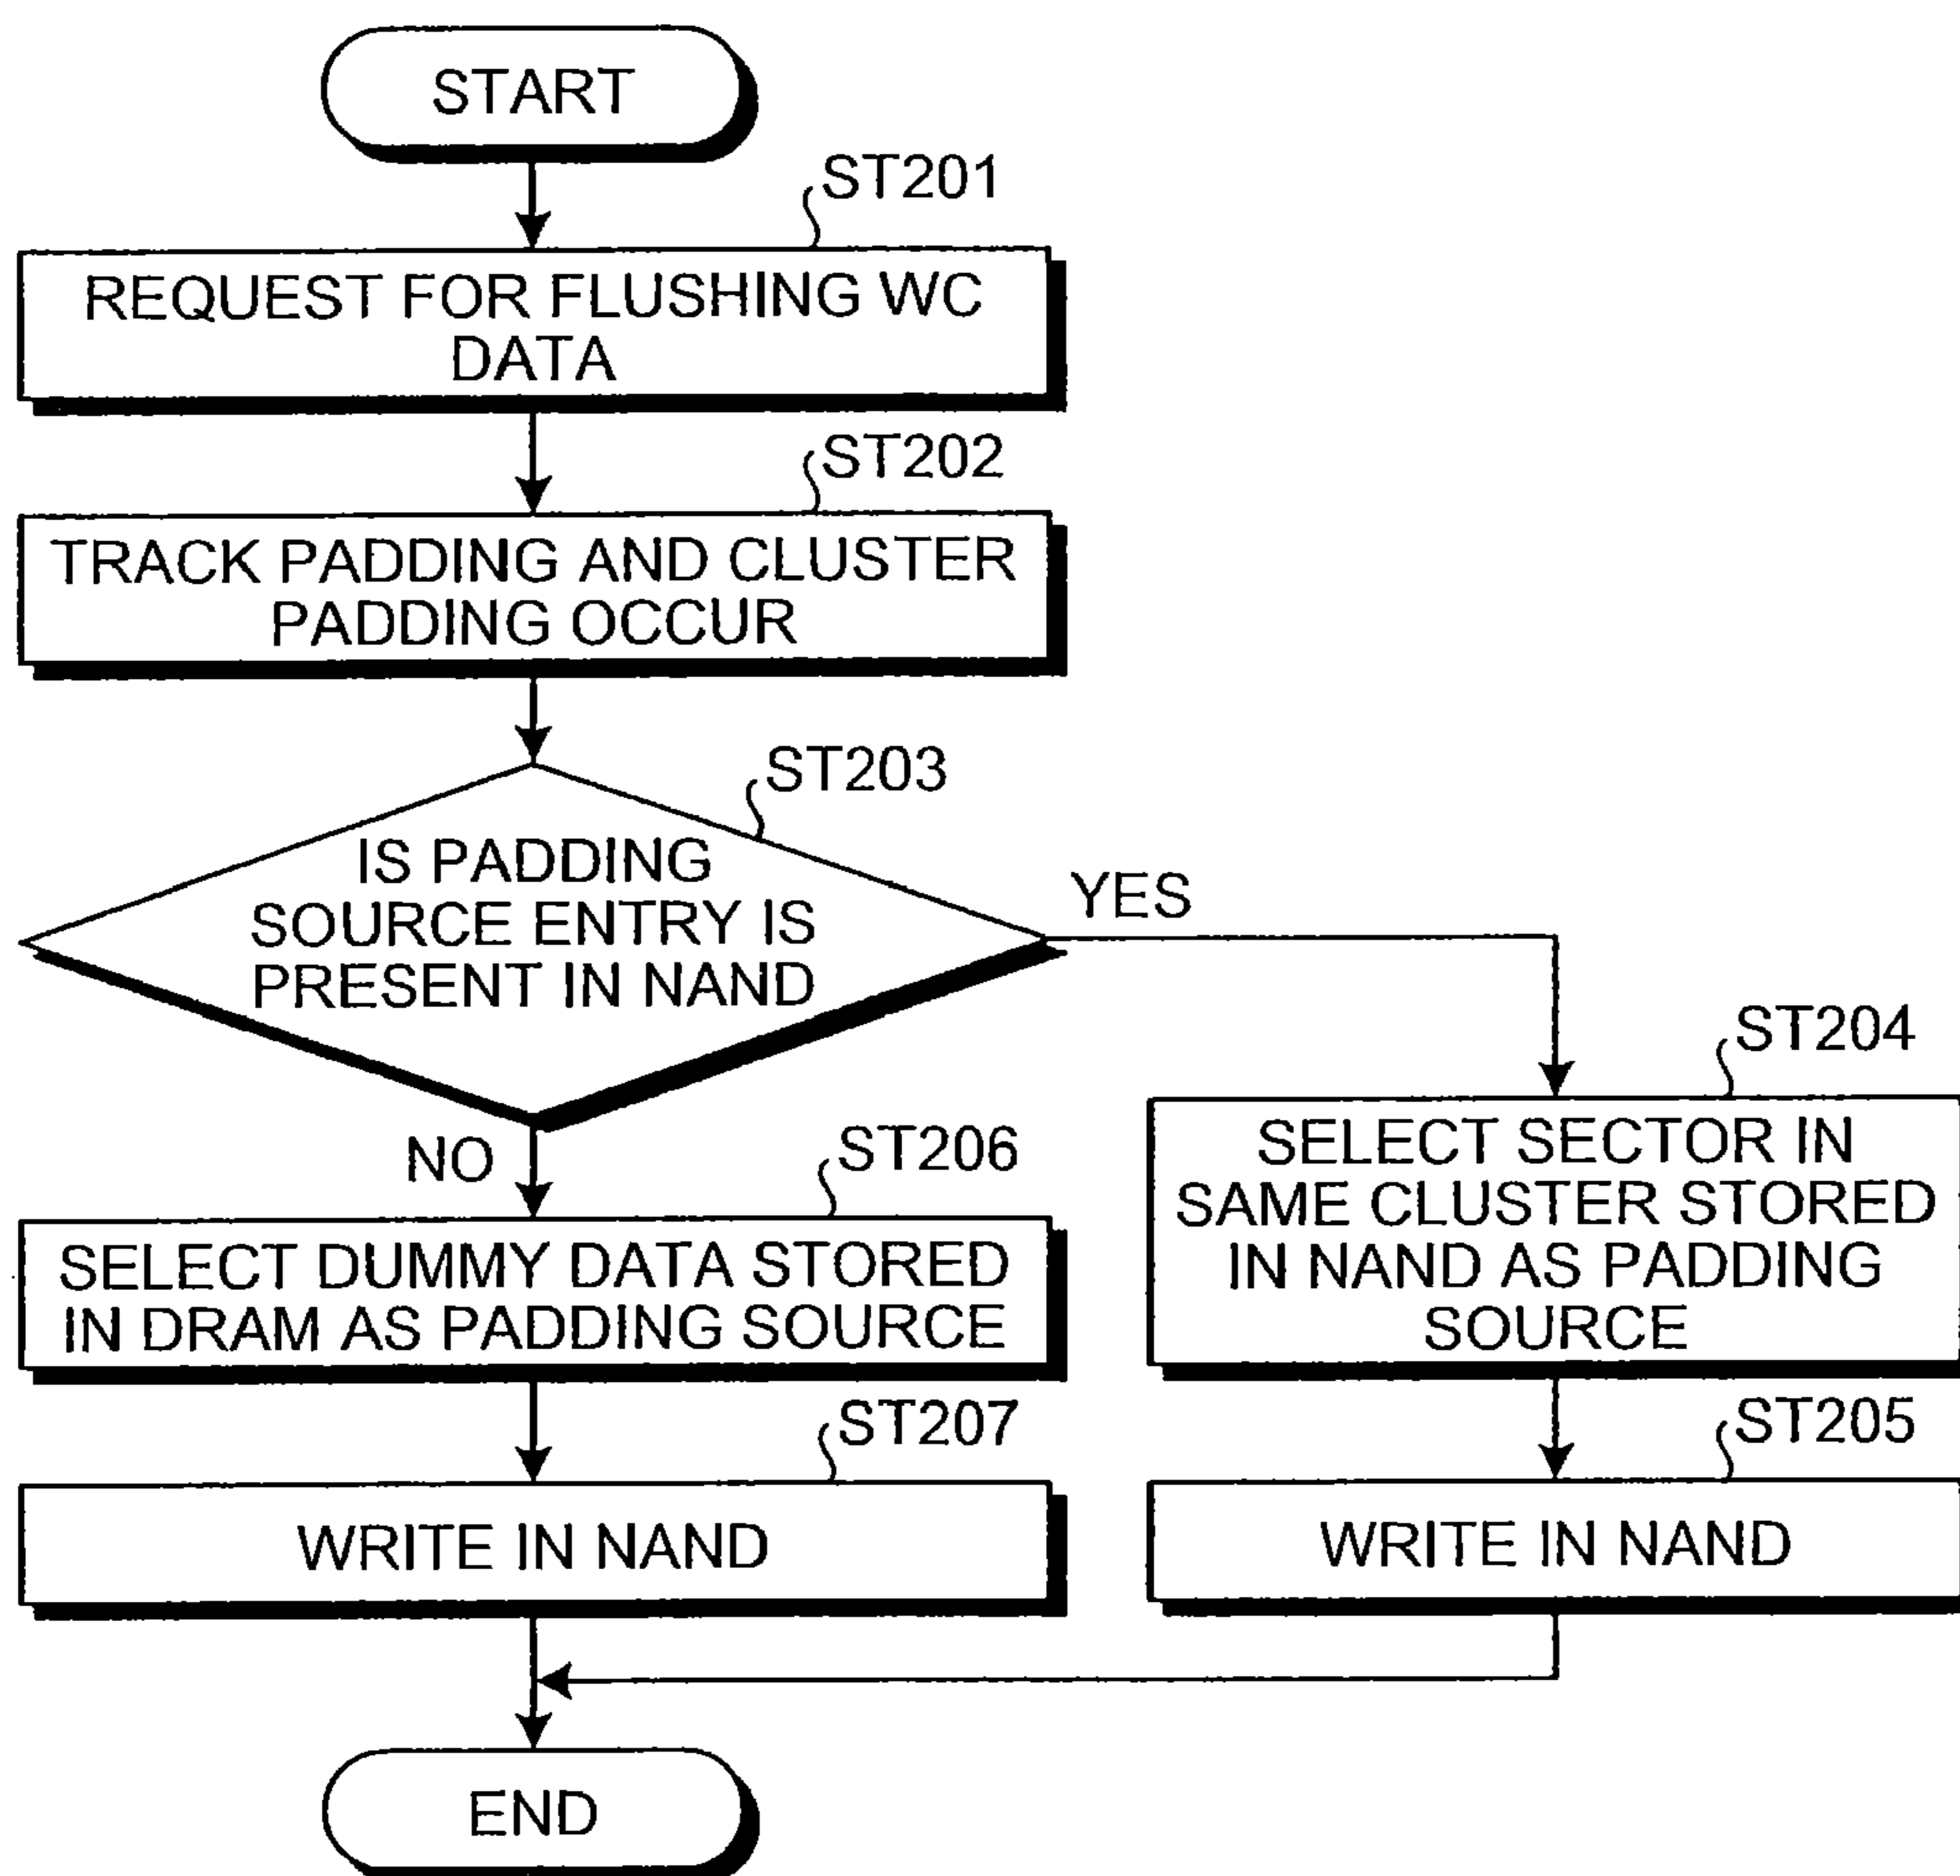 START
ST201
REQUEST FOR FLUSHING WC
DATA
ST202
TRACK PADDING AND CLUSTER
PADDING OCCUR
ST203
IS PADDING
SOURCE ENTRY IS
PRESENT IN NAND
YES
NO
ST204
SELECT SECTOR IN
SAME CLUSTER STORED
IN NAND AS PADDING
SOURCE
ST206
SELECT DUMMY DATA STORED
IN DRAM AS PADDING SOURCE
ST207
WRITE IN NAND
ST205
WRITE IN NAND
END